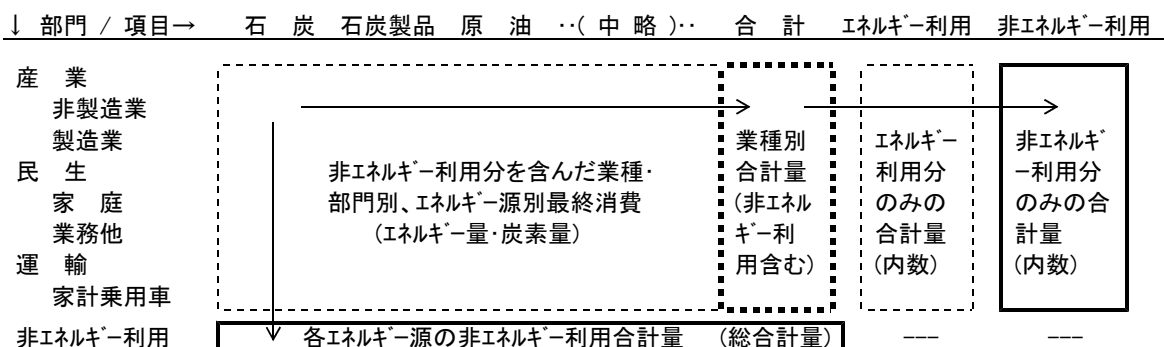 ↓ 部門 / 項目→ 石 炭 石炭製品 原 油 ‥( 中 略 )‥ 合 計 ｴﾈﾙｷﾞｰ利用 非ｴﾈﾙｷﾞｰ利用
産 業
非製造業
製造業 業種別 ｴﾈﾙｷﾞｰ 非ｴﾈﾙｷﾞ
民 生 非ｴﾈﾙｷﾞｰ利用分を含んだ業種･ 合計量 利用分 ｰ利用分
家 庭 部門別、ｴﾈﾙｷﾞｰ源別最終消費 (非ｴﾈﾙ のみの のみの合
業務他 (ｴﾈﾙｷﾞｰ量･炭素量) ｷﾞｰ利 合計量 計量
運 輸 用含む) (内数) (内数)
家計乗用車
非ｴﾈﾙｷﾞｰ利用 各ｴﾈﾙｷﾞｰ源の非ｴﾈﾙｷﾞｰ利用合計量 (総合計量) --- ---